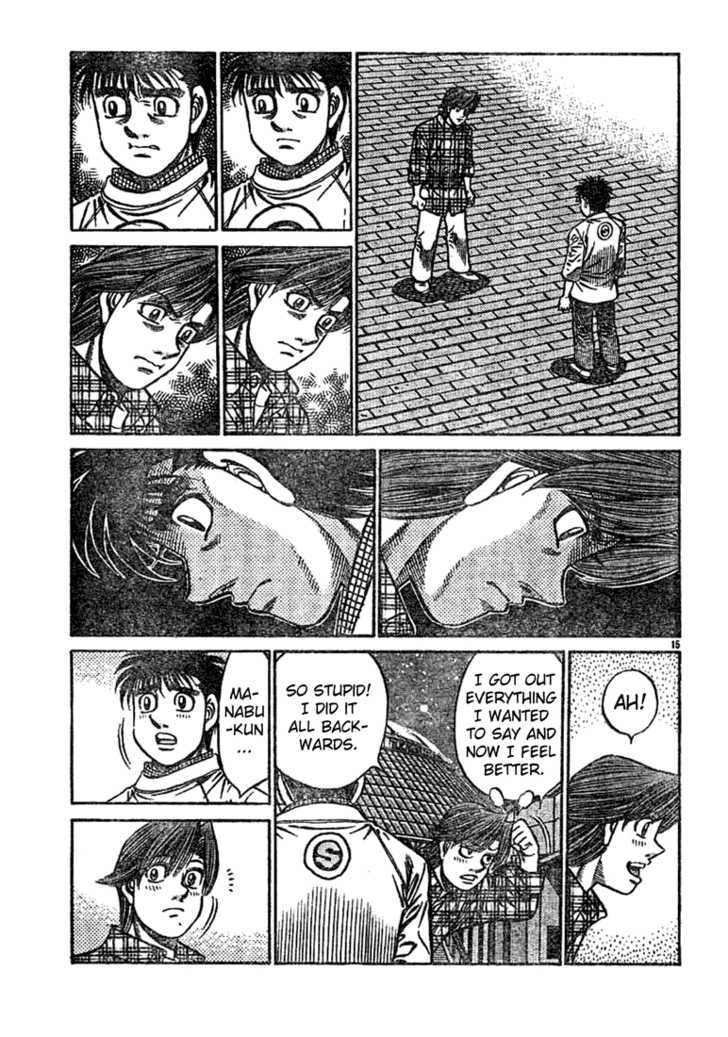 15
AH!
I GOT OUT
EVERYTHING
I WANTED
TO SAY AND
NOW I FEEL
BETTER.
SO STUPID!
I DID IT
ALL BACK-
WARDS.
S
MA-
NABU
-KUN
...